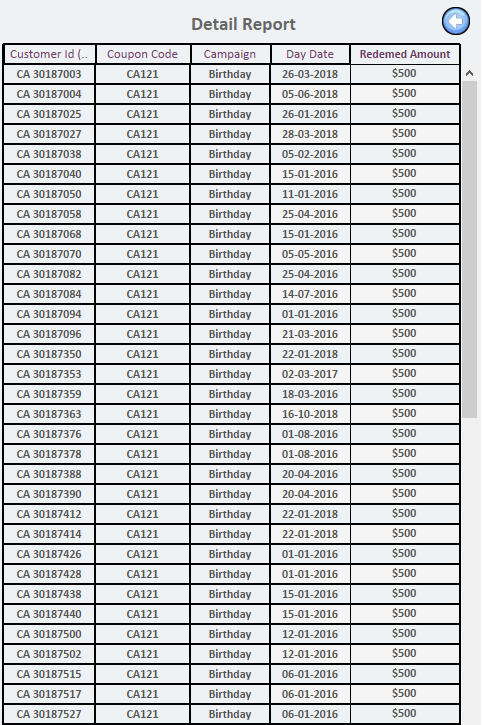 Detail Report
Customer Id (.. Coupon Code Campaign Day Date Redemed Amount
CA 30187003 CA121 Birthday 26-03-2018 $500
CA 30187004 CA121 Birthday 05-06-2018 $500
CA 30187025 CA121 Birthday 26-01-2016 $500
CA 30187027 CA121 Birthday 28-03-2018 $500
CA 30187038 CA121 Birthday 05-02-2016 $500
CA 30187040 CA121 Birthday 15-01-2016 $500
CA 30187050 CA121 Birthday 11-01-2016 $500
CA 30187058 CA121 Birthday 25-04-2016 $500
CA 30187068 CA121 Birthday 15-01-2016 $500
CA 30187070 CA121 Birthday 05-05-2016 $500
CA 30187082 CA121 Birthday 25-04-2016 $500
CA 30187084 CA121 Birthday 14-07-2016 $500
CA 30187094 CA121 Birthday 01-01-2016 $500
CA 30187096 CA121 Birthday 21-03-2016 $500
CA 30187350 CA121 Birthday 22-01-2018 $500
CA 30187353 CA121 Birthday 02-03-2017 $500
CA 30187359 CA121 Birthday 18-03-2016 $500
CA 30187363 CA121 Birthday 16-10-2018 $500
CA 30187376 CA121 Birthday 01-08-2016 $500
CA 30187378 CA121 Birthday 01-08-2016 $500
CA 30187388 CA121 Birthday 20-04-2016 $500
CA 30187390 CA121 Birthday 20-04-2016 $500
CA 30187412 CA121 Birthday 22-01-2018 $500
CA 30187414 CA121 Birthday 22-01-2018 $500
CA 30187426 CA121 Birthday 01-01-2016 $500
CA 30187428 CA121 Birthday 01-01-2016 $500
CA 30187438 CA121 Birthday 15-01-2016 $500
CA 30187440 CA121 Birthday 15-01-2016 $500
CA 30187500 CA121 Birthday 12-01-2016 $500
CA 30187502 CA121 Birthday 12-01-2016 $500
CA 30187515 CA121 Birthday 06-01-2016 $500
CA 30187517 CA121 Birthday 06-01-2016 $500
CA 30187527 CA121 Birthday 06-01-2016 $500